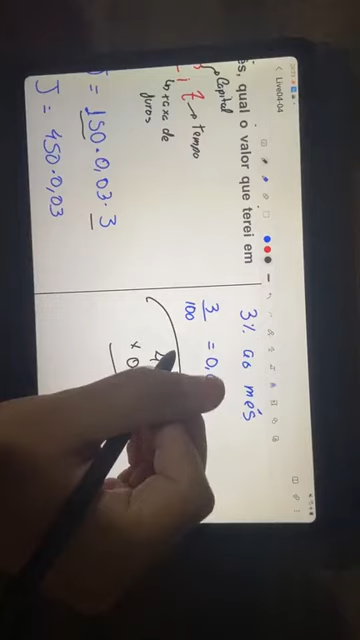 Live04-04
ês, qual o valor que terei em
Capital
i t → tempo
taxa de
juros
= 150 · 0,03 · 3
J = 450 · 0,03
3% ao mês
3
100
= 0,
x 0